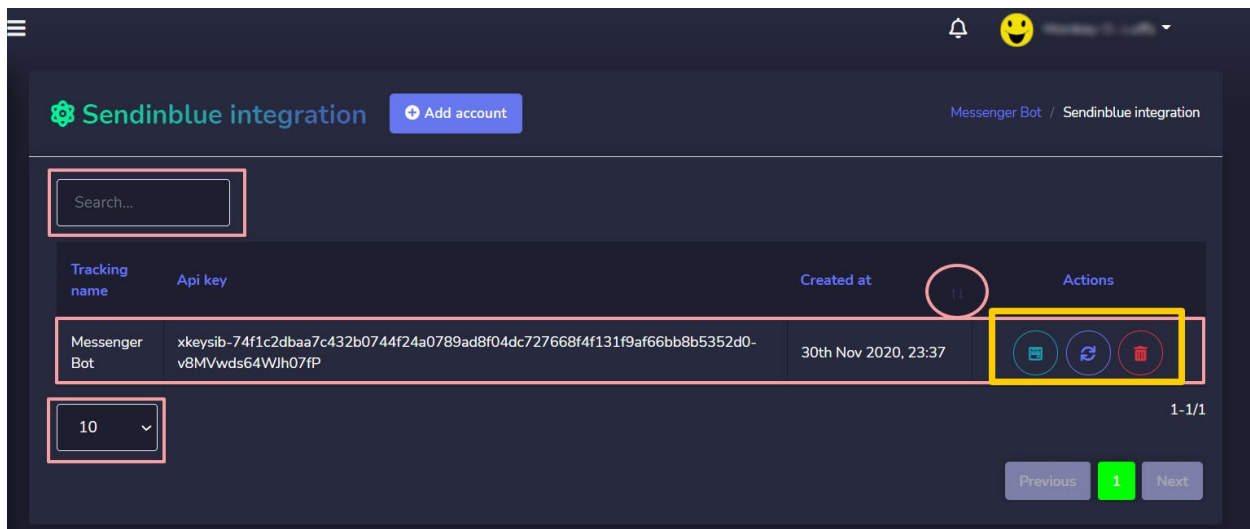 Sendinblue integration
Add account
Messenger Bot / Sendinblue integration
Search...
Tracking name
Api key
Created at
Actions
Messenger Bot
xkeysib-74f1c2dbaa7c432b0744f24a0789ad8f04dc727668f4f131f9af66bb8b5352d0-
v8MVwds64WJh07fP
30th Nov 2020, 23:37
10
1-1/1
Previous 1 Next